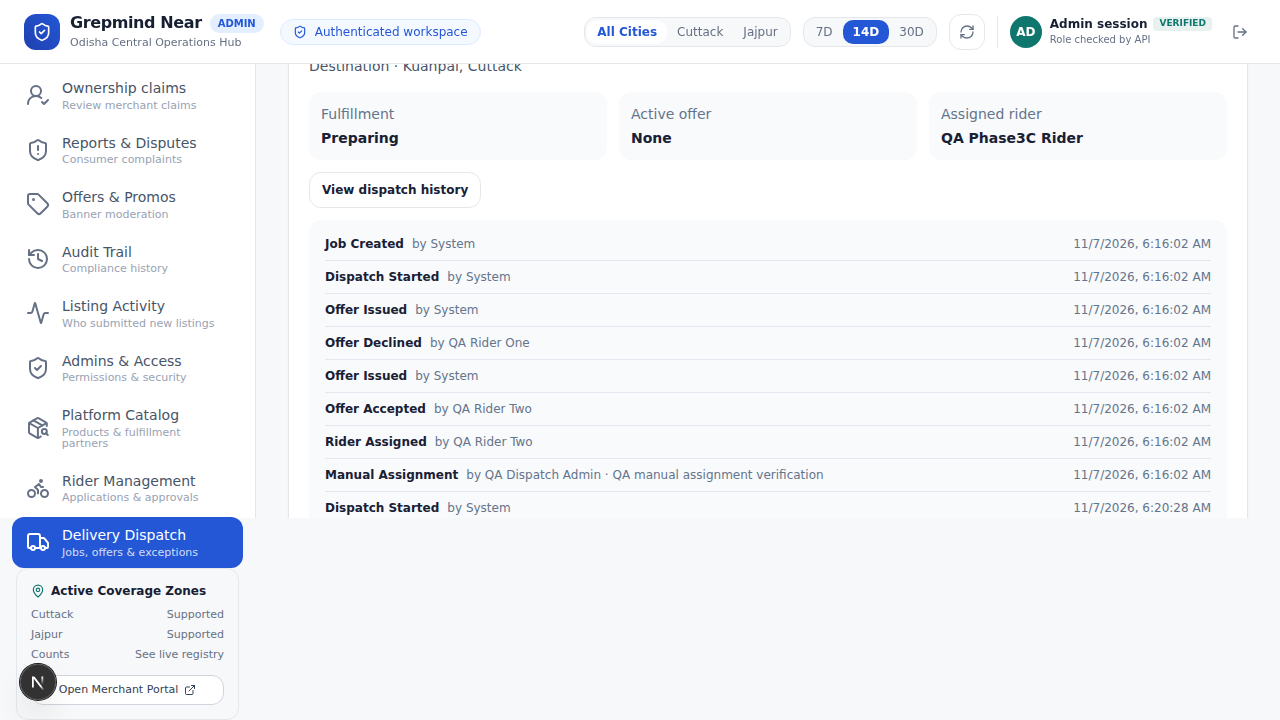 Grepmind Near ADMIN
Odisha Central Operations Hub
Authenticated workspace
All Cities Cuttack Jajpur
7D 14D 30D
AD
Admin session VERIFIED
Role checked by API
Ownership claims
Review merchant claims
Reports & Disputes
Consumer complaints
Offers & Promos
Banner moderation
Audit Trail
Compliance history
Listing Activity
Who submitted new listings
Admins & Access
Permissions & security
Platform Catalog
Products & fulfillment
partners
Rider Management
Applications & approvals
Delivery Dispatch
Jobs, offers & exceptions
Active Coverage Zones
Cuttack Supported
Jajpur Supported
Counts See live registry
N
Open Merchant Portal
Destination · Kuanpal, Cuttack
Fulfillment
Preparing
Active offer
None
Assigned rider
QA Phase3C Rider
View dispatch history
Job Created by System 11/7/2026, 6:16:02 AM
Dispatch Started by System 11/7/2026, 6:16:02 AM
Offer Issued by System 11/7/2026, 6:16:02 AM
Offer Declined by QA Rider One 11/7/2026, 6:16:02 AM
Offer Issued by System 11/7/2026, 6:16:02 AM
Offer Accepted by QA Rider Two 11/7/2026, 6:16:02 AM
Rider Assigned by QA Rider Two 11/7/2026, 6:16:02 AM
Manual Assignment by QA Dispatch Admin · QA manual assignment verification 11/7/2026, 6:16:02 AM
Dispatch Started by System 11/7/2026, 6:20:28 AM